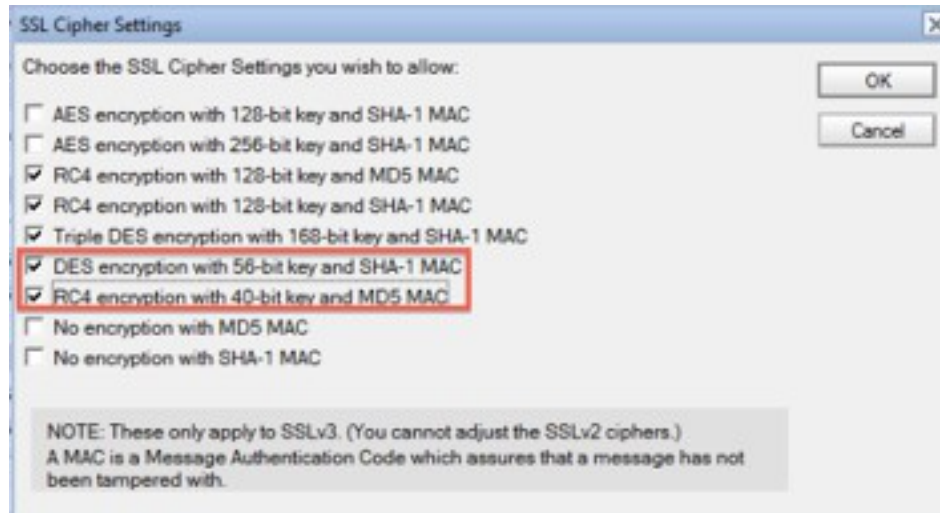 SSL Cipher Settings
Choose the SSL Cipher Settings you wish to allow:
OK
Cancel
AES encryption with 128-bit key and SHA-1 MAC
AES encryption with 256-bit key and SHA-1 MAC
RC4 encryption with 128-bit key and MD5 MAC
RC4 encryption with 128-bit key and SHA-1 MAC
Triple DES encryption with 168-bit key and SHA-1 MAC
DES encryption with 56-bit key and SHA-1 MAC
RC4 encryption with 40-bit key and MD5 MAC
No encryption with MD5 MAC
No encryption with SHA-1 MAC
NOTE: These only apply to SSLv3. (You cannot adjust the SSLv2 ciphers.)
A MAC is a Message Authentication Code which assures that a message has not
been tampered with.